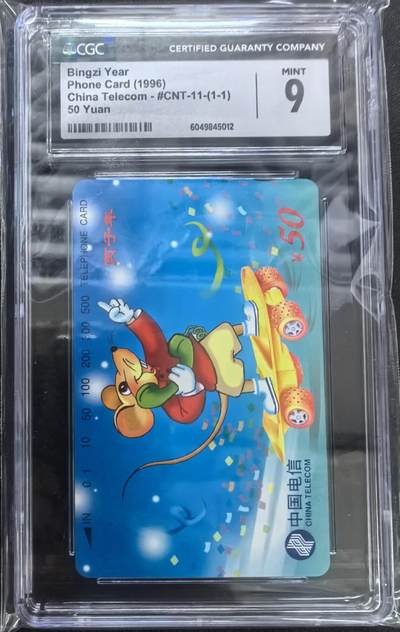 CGC
CERTIFIED GUARANTY COMPANY
Bingzi Year
Phone Card (1996)
China Telecom - #CNT-11-(1-1)
50 Yuan
MINT
9
6049845012
IN 0 1 10 50 100 200 300 500 TELEPHONE CARD
丙子年
¥50
中国电信
CHINA TELECOM